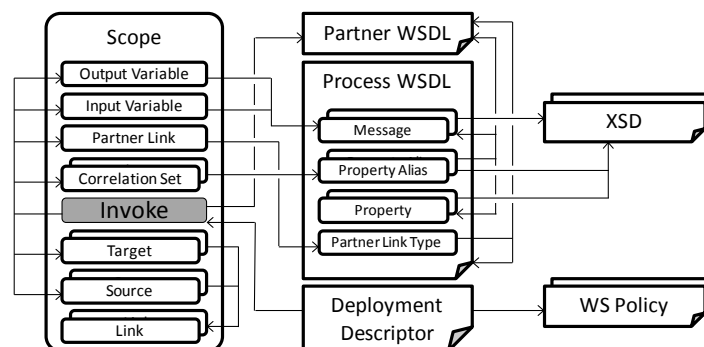 Scope
Output Variable
Input Variable
Partner Link
Correlation Set
Invoke
Target
Source
Link
Partner WSDL
Process WSDL
Message
Property Alias
Property
Partner Link Type
Deployment
Descriptor
XSD
WS Policy